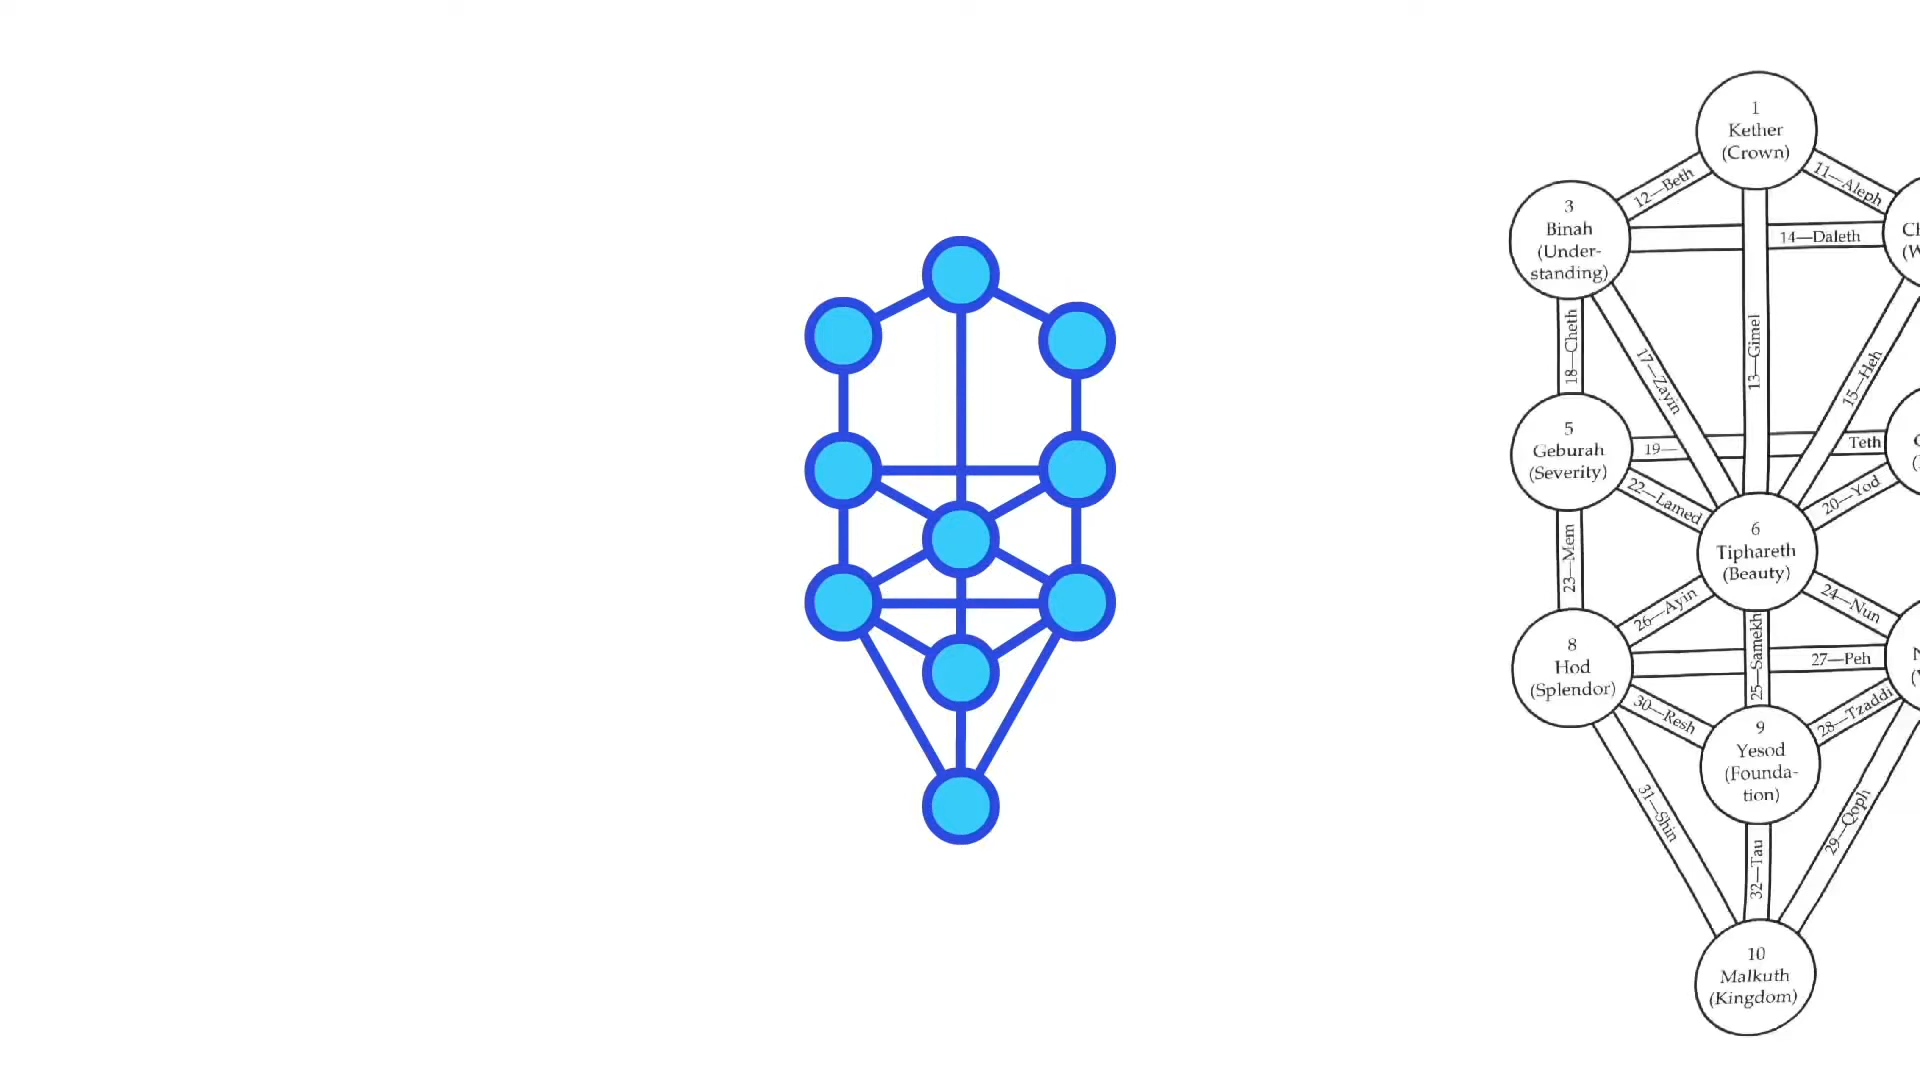 1
Kether
(Crown)
12—Beth
11—Aleph
3
Binah
(Under-
standing)
14—Daleth
18—Cheth
17—Zayin
13—Gimel
15—Heh
5
Geburah
(Severity)
19—
Teth
22—Lamed
20—Yod
6
Tiphareth
(Beauty)
23—Mem
26—Ayin
24—Nun
25—Samekh
8
Hod
(Splendor)
27—Peh
30—Resh
28—Tzaddi
9
Yesod
(Founda-
tion)
31—Shin
29—Qoph
32—Tau
10
Malkuth
(Kingdom)